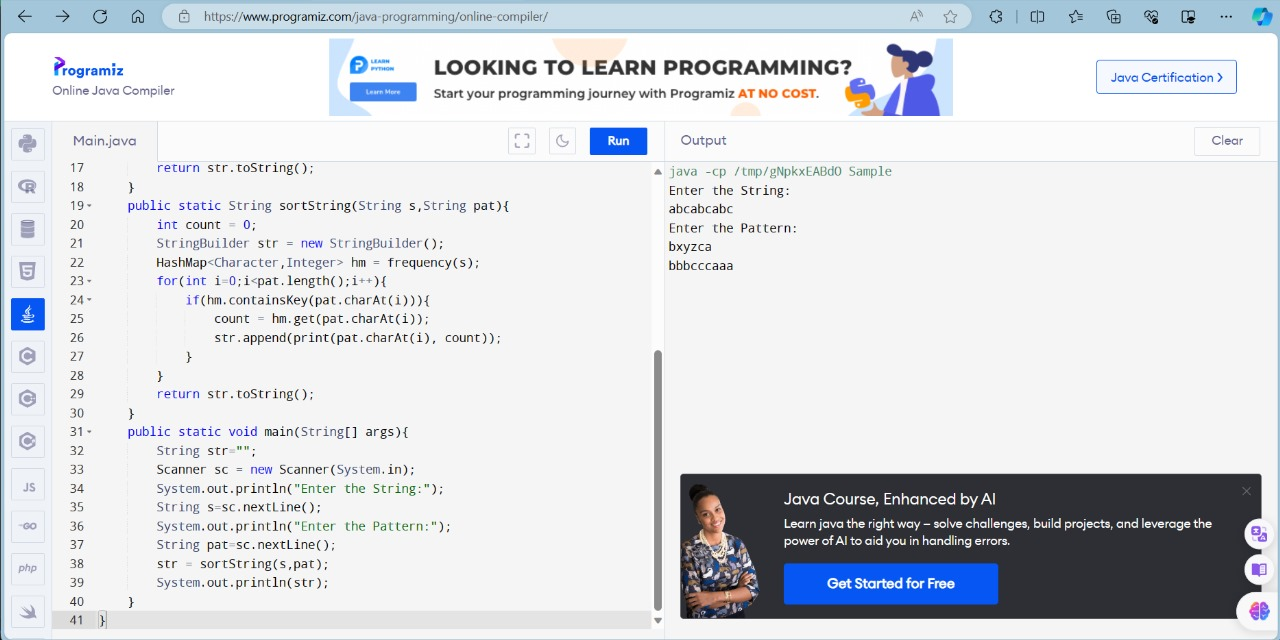 https://www.programiz.com/java-programming/online-compiler/
Programiz
Online Java Compiler
LEARN
PYTHON
Learn More
LOOKING TO LEARN PROGRAMMING?
Start your programming journey with Programiz AT NO COST.
Java Certification
Main.java
Run
Output
Clear
17 return str.toString();
18 }
19 public static String sortString(String s,String pat){
20 int count = 0;
21 StringBuilder str = new StringBuilder();
22 HashMap<Character,Integer> hm = frequency(s);
23 for(int i=0;i<pat.length();i++){
24 if(hm.containsKey(pat.charAt(i))){
25 count = hm.get(pat.charAt(i));
26 str.append(print(pat.charAt(i), count));
27 }
28 }
29 return str.toString();
30 }
31 public static void main(String[] args){
32 String str="";
33 Scanner sc = new Scanner(System.in);
34 System.out.println("Enter the String:");
35 String s=sc.nextLine();
36 System.out.println("Enter the Pattern:");
37 String pat=sc.nextLine();
38 str = sortString(s,pat);
39 System.out.println(str);
40 }
41 }
JS
GO
php
java -cp /tmp/gNpkxEABdO Sample
Enter the String:
abcabcabc
Enter the Pattern:
bxyzca
bbbcccaaa
Java Course, Enhanced by AI
Learn java the right way – solve challenges, build projects, and leverage the
power of AI to aid you in handling errors.
Get Started for Free